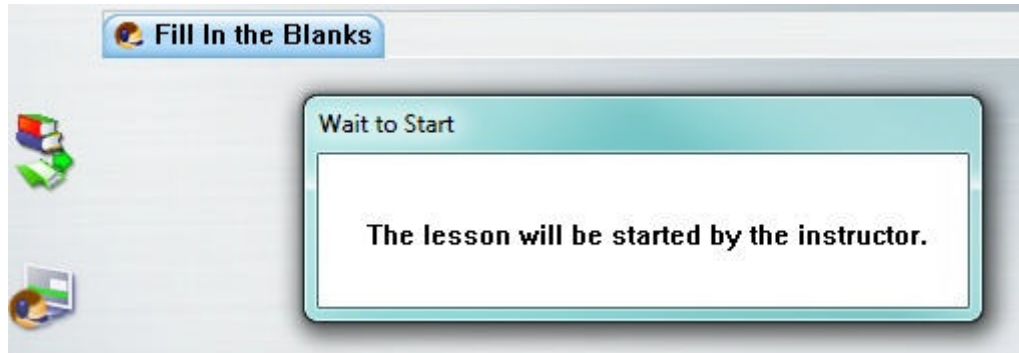 Fill In the Blanks
Wait to Start
The lesson will be started by the instructor.